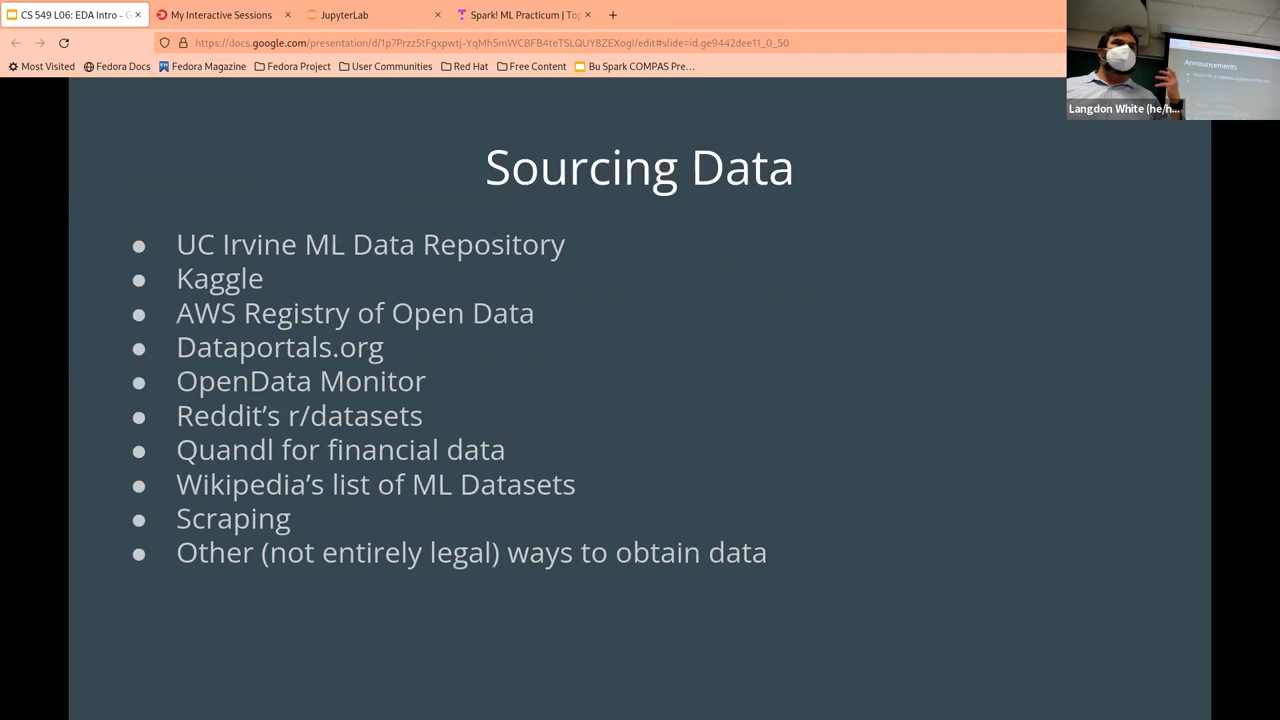 CS 549 L06: EDA Intro - G
My Interactive Sessions
JupyterLab
Spark! ML Practicum | Top
https://docs.google.com/presentation/d/1p7Przz5tFgxpwtj-YqMh5mWCBFB4teTSLQUY8ZEXogI/edit#slide=id.ge9442dee11_0_50
Most Visited
Fedora Docs
Fedora Magazine
Fedora Project
User Communities
Red Hat
Free Content
Bu Spark COMPAS Pre...
Announcements
Langdon White (he/h...
Sourcing Data
● UC Irvine ML Data Repository
● Kaggle
● AWS Registry of Open Data
● Dataportals.org
● OpenData Monitor
● Reddit’s r/datasets
● Quandl for financial data
● Wikipedia’s list of ML Datasets
● Scraping
● Other (not entirely legal) ways to obtain data